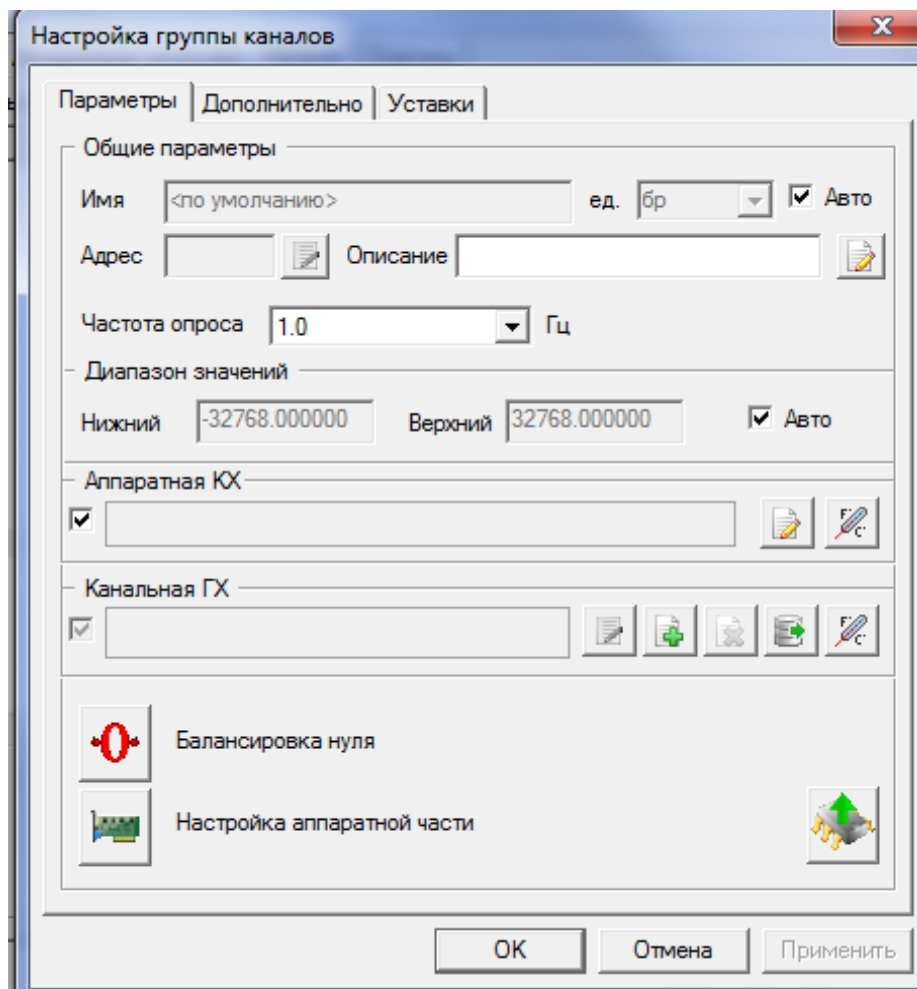 Настройка группы каналов
Параметры Дополнительно Уставки
Общие параметры
Имя <по умолчанию> ед. бр Авто
Адрес Описание
Частота опроса 1.0 Гц
Диапазон значений
Нижний -32768.000000 Верхний 32768.000000 Авто
Аппаратная КХ
Канальная ГХ
Балансировка нуля
Настройка аппаратной части
OK Отмена Применить